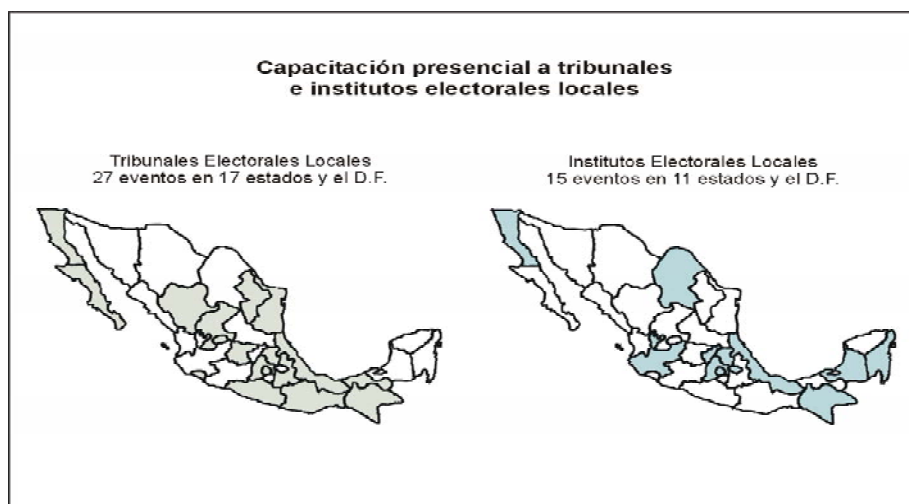 Capacitación presencial a tribunales
e institutos electorales locales
Tribunales Electorales Locales
27 eventos en 17 estados y el D.F.
Institutos Electorales Locales
15 eventos en 11 estados y el D.F.